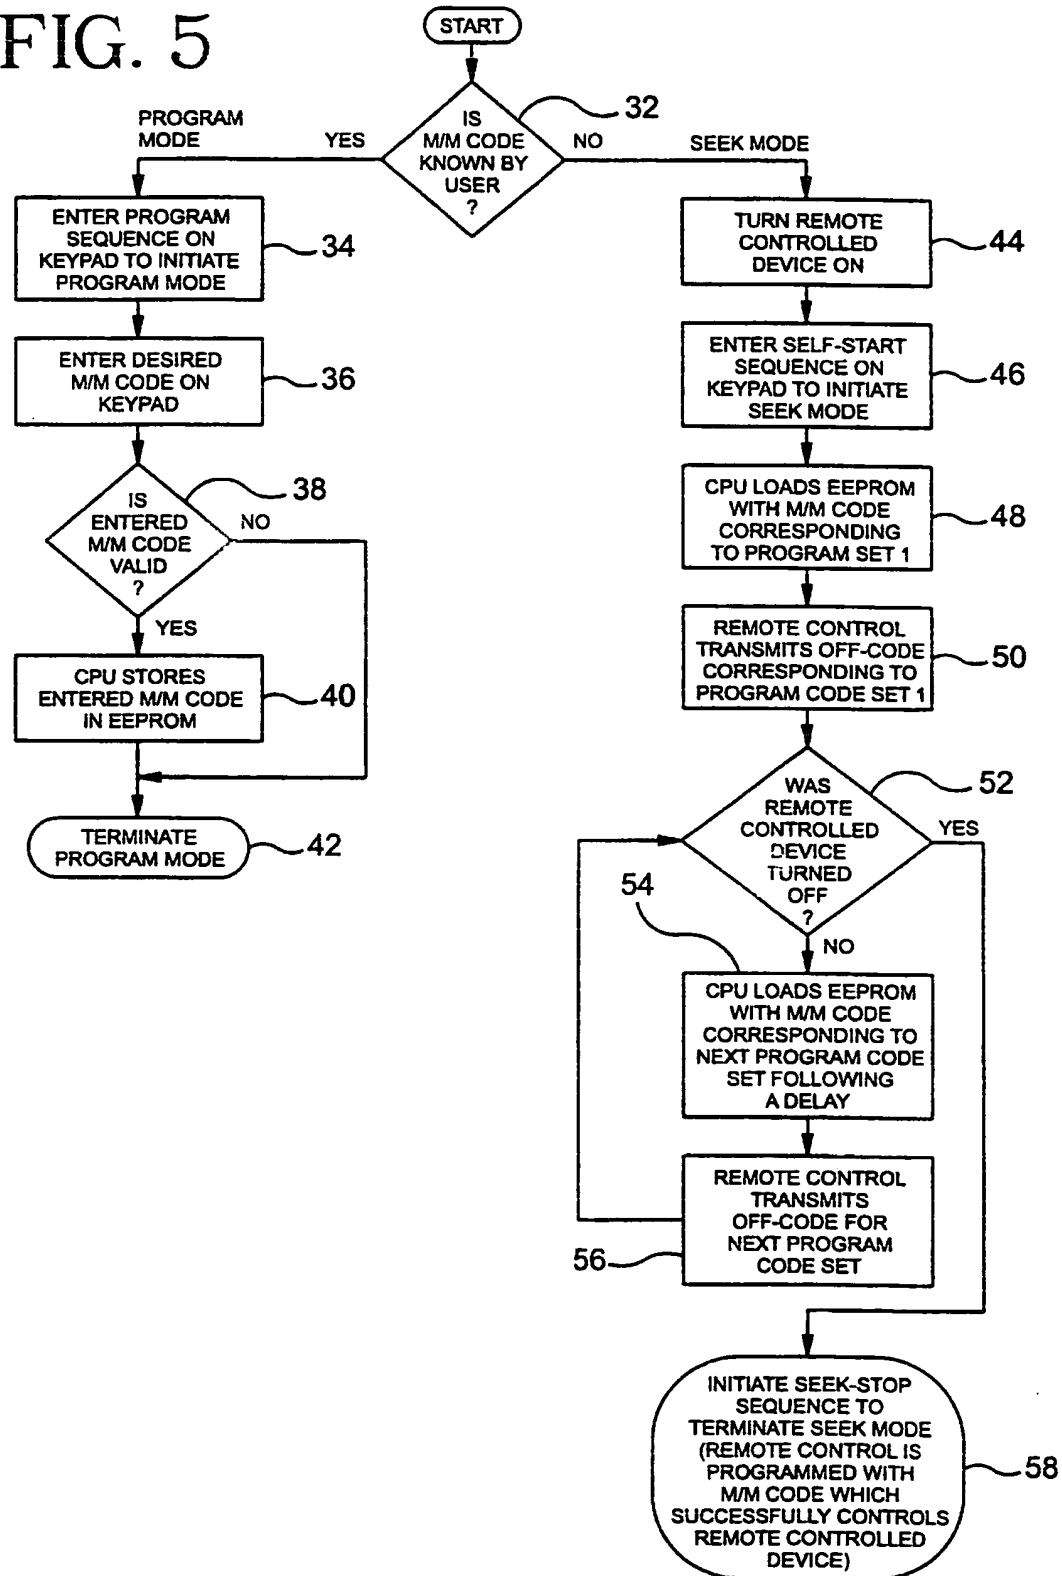 FIG. 5
START
IS
M/M CODE
KNOWN BY
USER
?
32
PROGRAM
MODE
YES
NO
SEEK MODE
ENTER PROGRAM
SEQUENCE ON
KEYPAD TO INITIATE
PROGRAM MODE
34
ENTER DESIRED
M/M CODE ON
KEYPAD
36
IS
ENTERED
M/M CODE
VALID
?
38
NO
YES
CPU STORES
ENTERED M/M CODE
IN EEPROM
40
TERMINATE
PROGRAM MODE
42
TURN REMOTE
CONTROLLED
DEVICE ON
44
ENTER SELF-START
SEQUENCE ON
KEYPAD TO INITIATE
SEEK MODE
46
CPU LOADS EEPROM
WITH M/M CODE
CORRESPONDING
TO PROGRAM SET 1
48
REMOTE CONTROL
TRANSMITS OFF-CODE
CORRESPONDING TO
PROGRAM CODE SET 1
50
WAS
REMOTE
CONTROLLED
DEVICE
TURNED
OFF
?
52
YES
NO
54
CPU LOADS EEPROM
WITH M/M CODE
CORRESPONDING TO
NEXT PROGRAM CODE
SET FOLLOWING
A DELAY
REMOTE CONTROL
TRANSMITS
OFF-CODE FOR
NEXT PROGRAM
CODE SET
56
INITIATE SEEK-STOP
SEQUENCE TO
TERMINATE SEEK MODE
(REMOTE CONTROL IS
PROGRAMMED WITH
M/M CODE WHICH
SUCCESSFULLY CONTROLS
REMOTE CONTROLLED
DEVICE)
58